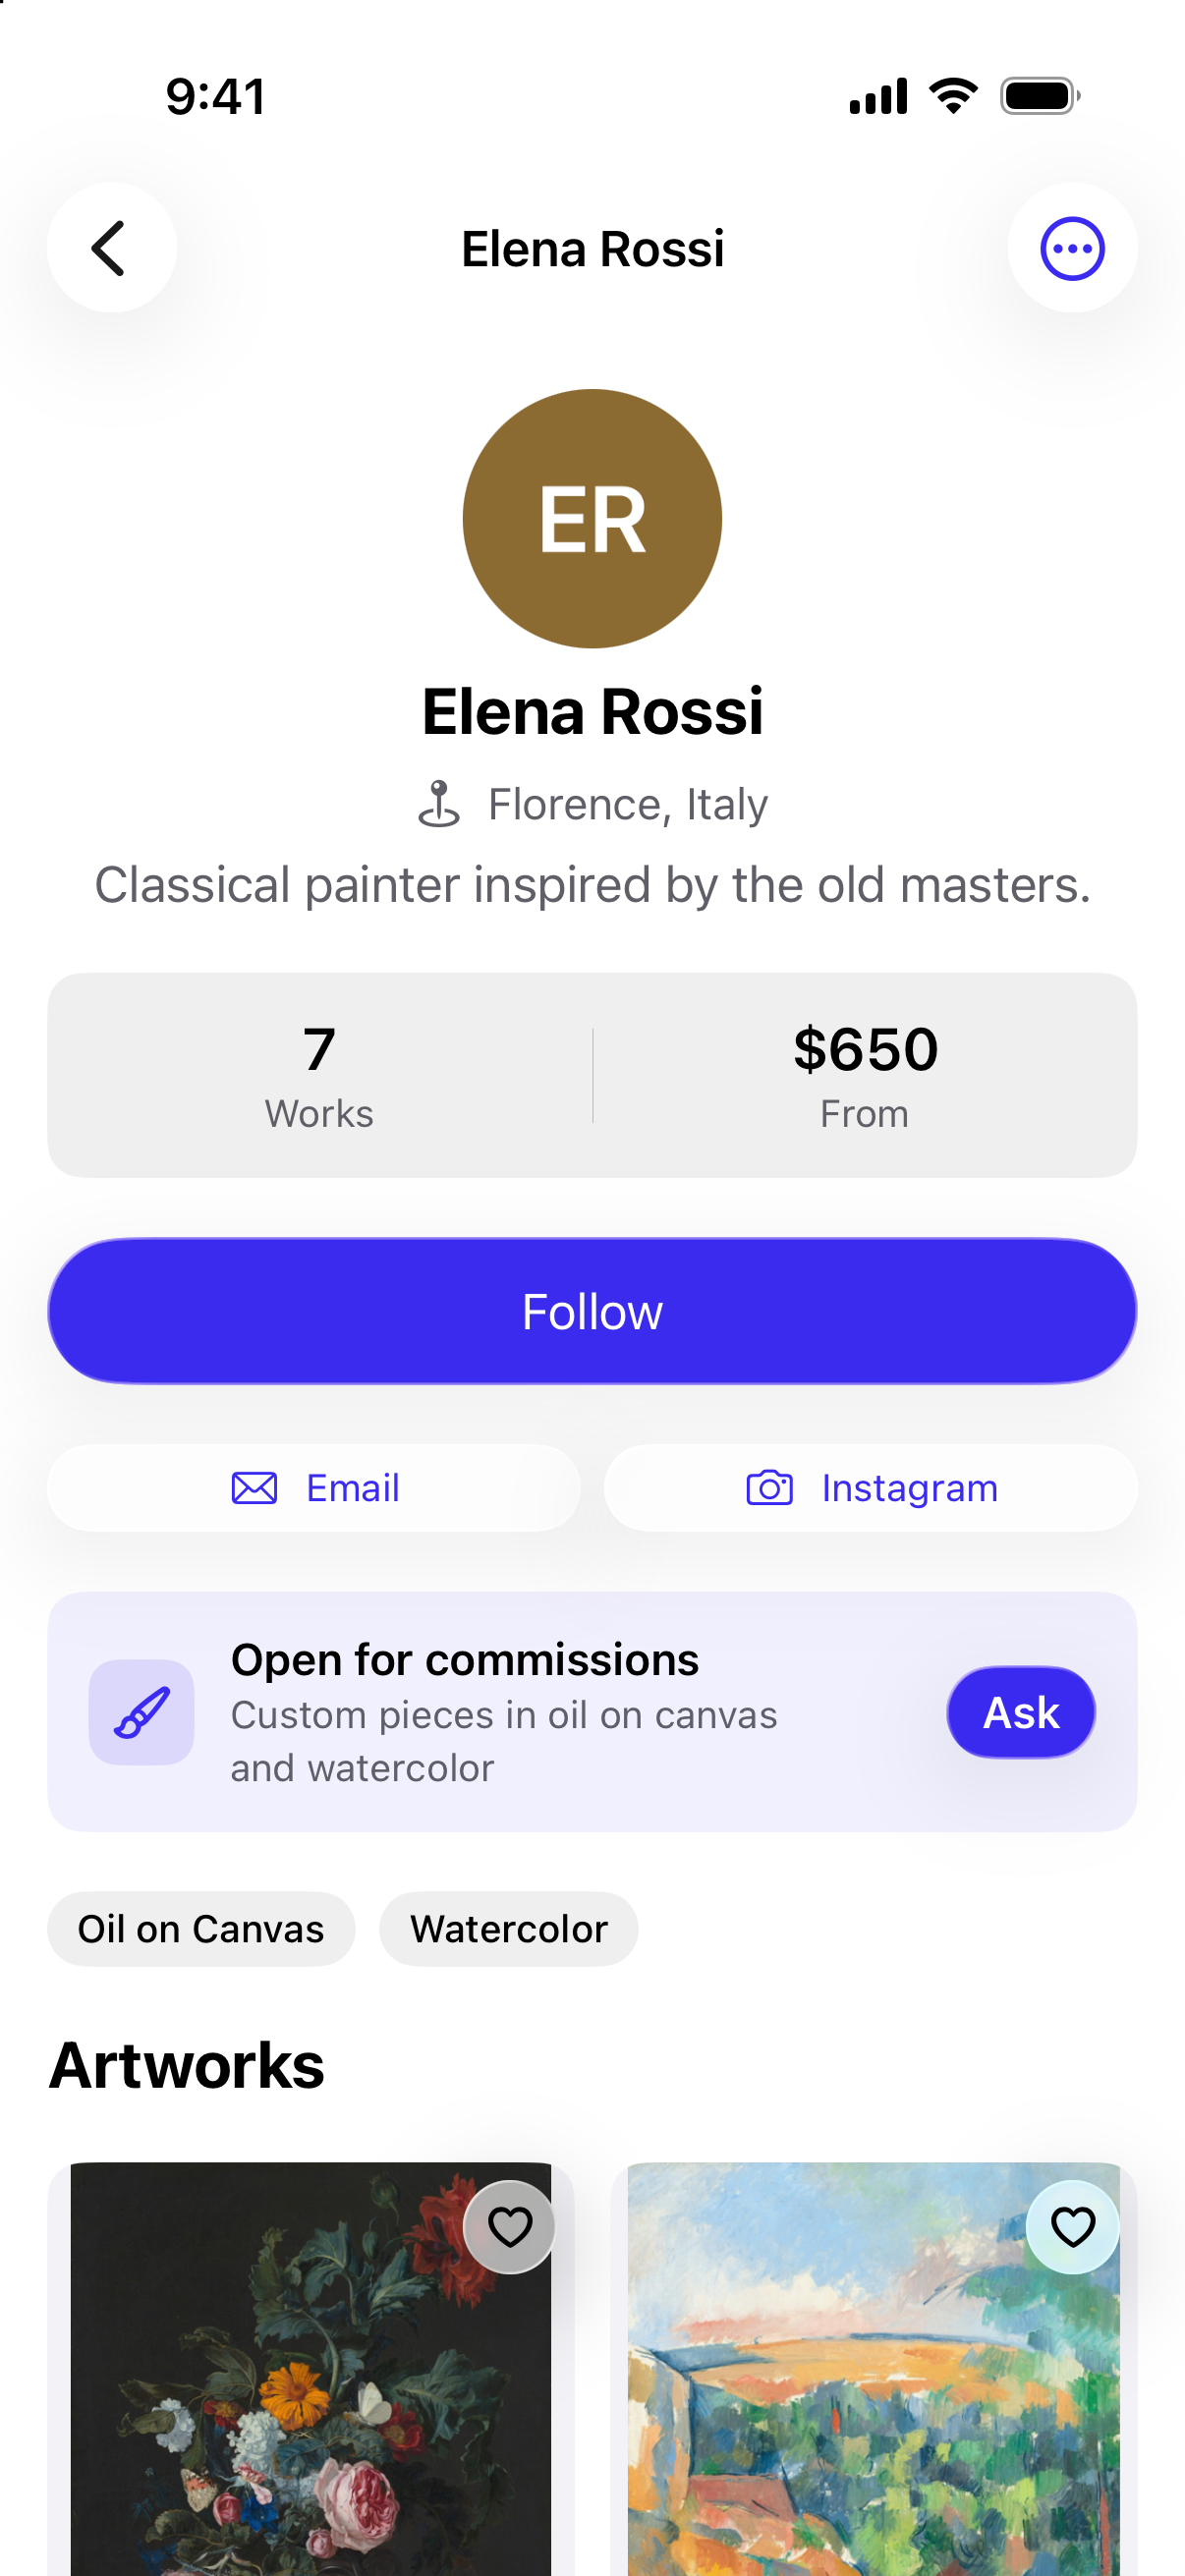 9:41
Elena Rossi
ER
Elena Rossi
Florence, Italy
Classical painter inspired by the old masters.
7
Works
$650
From
Follow
Email
Instagram
Open for commissions
Custom pieces in oil on canvas
and watercolor
Ask
Oil on Canvas
Watercolor
Artworks